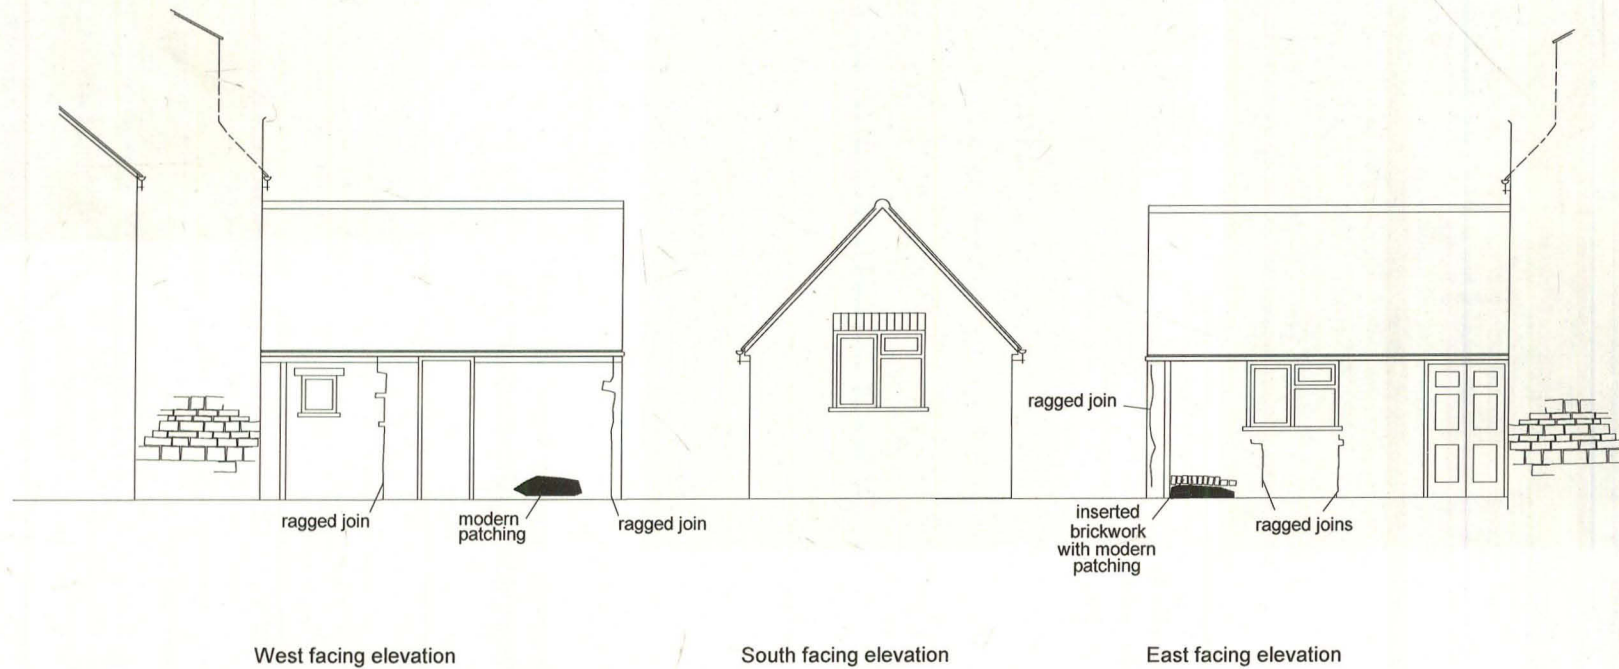 ragged join
ragged join
modern
patching
ragged join
inserted
brickwork
with modern
patching
ragged joins
West facing elevation
South facing elevation
East facing elevation